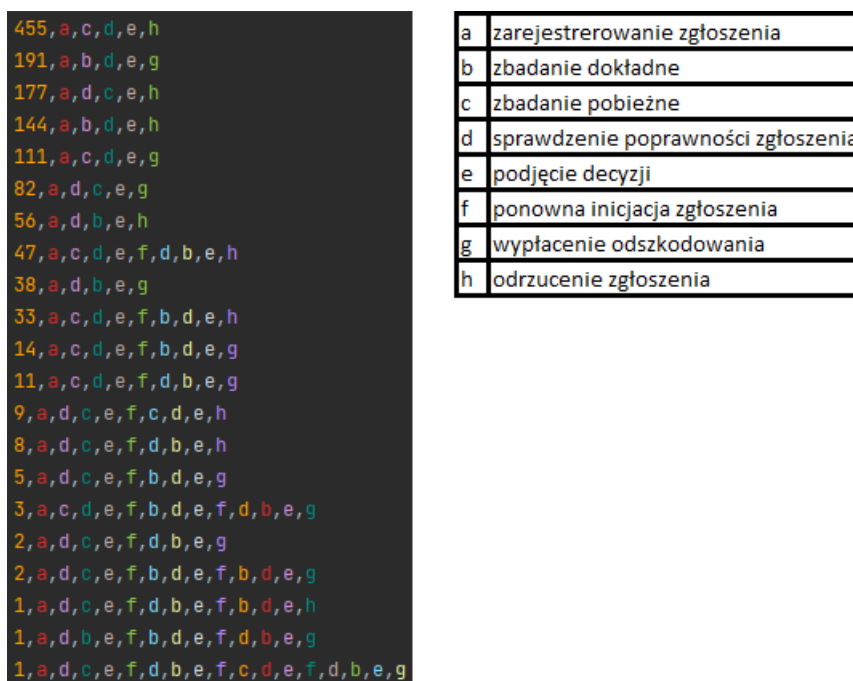 455,a,c,d,e,h
191,a,b,d,e,g
177,a,d,c,e,h
144,a,b,d,e,h
111,a,c,d,e,g
82,a,d,c,e,g
56,a,d,b,e,h
47,a,c,d,e,f,d,b,e,h
38,a,d,b,e,g
33,a,c,d,e,f,b,d,e,h
14,a,c,d,e,f,b,d,e,g
11,a,c,d,e,f,d,b,e,g
9,a,d,c,e,f,c,d,e,h
8,a,d,c,e,f,d,b,e,h
5,a,d,c,e,f,b,d,e,g
3,a,c,d,e,f,b,d,e,f,d,b,e,g
2,a,d,c,e,f,d,b,e,g
2,a,d,c,e,f,b,d,e,f,b,d,e,g
1,a,d,c,e,f,d,b,e,f,b,d,e,h
1,a,d,b,e,f,b,d,e,f,d,b,e,g
1,a,d,c,e,f,d,b,e,f,c,d,e,f,d,b,e,g
a zarejestrerowanie zgłoszenia
b zbadanie dokładne
c zbadanie pobieżne
d sprawdzenie poprawności zgłoszenia
e podjęcie decyzji
f ponowna inicjacja zgłoszenia
g wypłacenie odszkodowania
h odrzucenie zgłoszenia